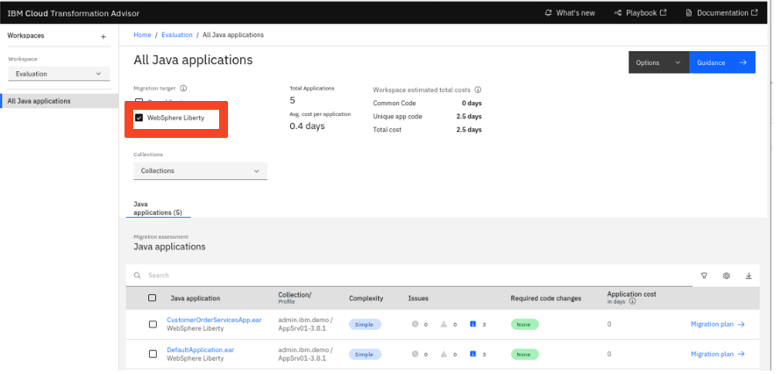 IBM Cloud Transformation Advisor
What's new
Playbook
Documentation
Workspaces
+
Home / Evaluation / All Java applications
Workspace
Evaluation
All Java applications
All Java applications
Options
Guidance
Migration target
WebSphere Liberty
Total Applications
5
Avg. cost per application
0.4 days
Workspace estimated total costs
Common Code 0 days
Unique app code 2.5 days
Total cost 2.5 days
Collections
Collections
Java
applications (5)
Migration assessment
Java applications
Search
Java application
Collection/
Profile
Complexity
Issues
Required code changes
Application cost
in days
CustomerOrderServicesApp.ear
WebSphere Liberty
admin.ibm.demo /
AppSrv01-3.8.1
Simple
0 0 3
None
0
Migration plan
DefaultApplication.ear
WebSphere Liberty
admin.ibm.demo /
AppSrv01-3.8.1
Simple
0 0 3
None
0
Migration plan